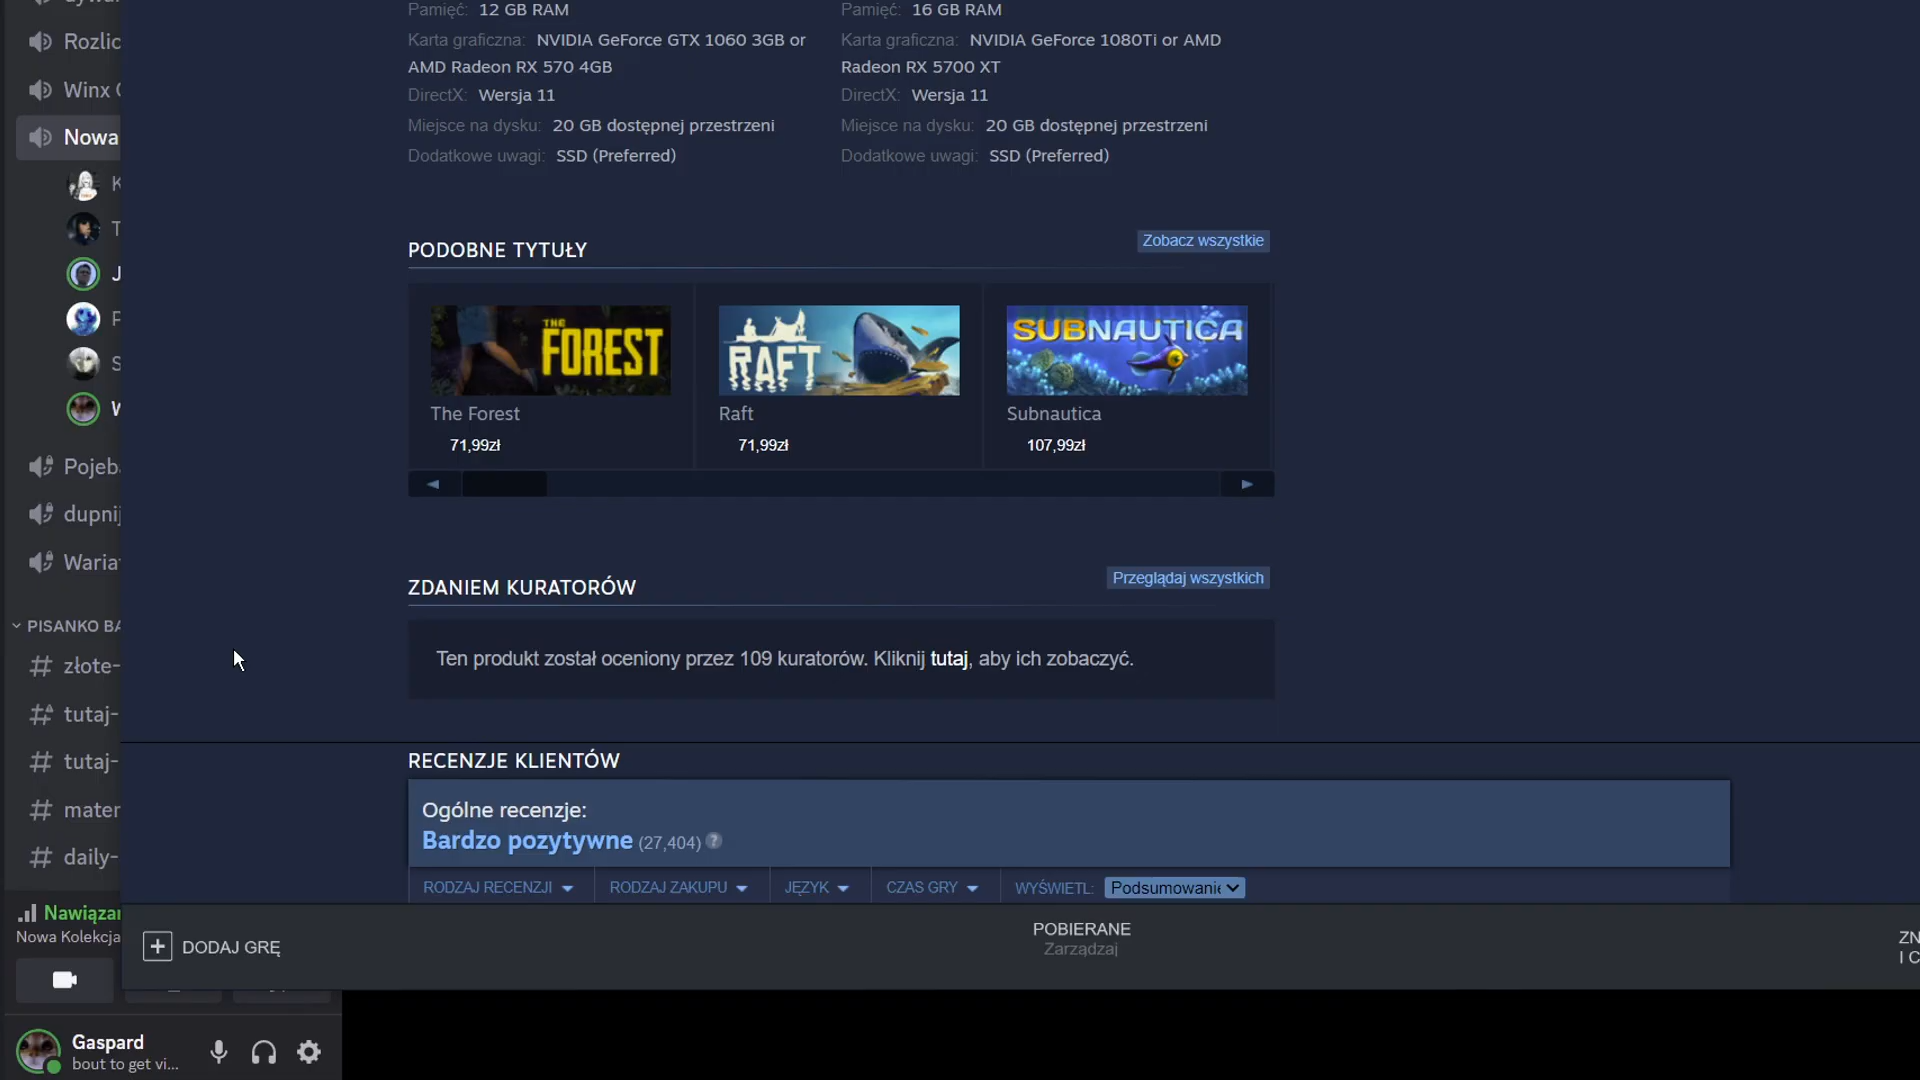 Rozlic
Winx
Nowa
K
T
J
P
S
W
Pojeb
dupnij
Waria
PISANKO BA
złote-
tutaj-
tutaj-
mater
daily-
Nawiązan
Nowa Kolekcja
Gaspard
bout to get vi...
Pamięć: 12 GB RAM
Karta graficzna: NVIDIA GeForce GTX 1060 3GB or
AMD Radeon RX 570 4GB
DirectX: Wersja 11
Miejsce na dysku: 20 GB dostępnej przestrzeni
Dodatkowe uwagi: SSD (Preferred)
Pamięć: 16 GB RAM
Karta graficzna: NVIDIA GeForce 1080Ti or AMD
Radeon RX 5700 XT
DirectX: Wersja 11
Miejsce na dysku: 20 GB dostępnej przestrzeni
Dodatkowe uwagi: SSD (Preferred)
PODOBNE TYTUŁY
Zobacz wszystkie
THE
FOREST
The Forest
71,99zł
RAFT
Raft
71,99zł
SUBNAUTICA
Subnautica
107,99zł
ZDANIEM KURATORÓW
Przeglądaj wszystkich
Ten produkt został oceniony przez 109 kuratorów. Kliknij tutaj, aby ich zobaczyć.
RECENZJE KLIENTÓW
Ogólne recenzje:
Bardzo pozytywne (27,404) ?
RODZAJ RECENZJI
RODZAJ ZAKUPU
JĘZYK
CZAS GRY
WYŚWIETL:
Podsumowanie
DODAJ GRĘ
POBIERANE
Zarządzaj
ZN
I C